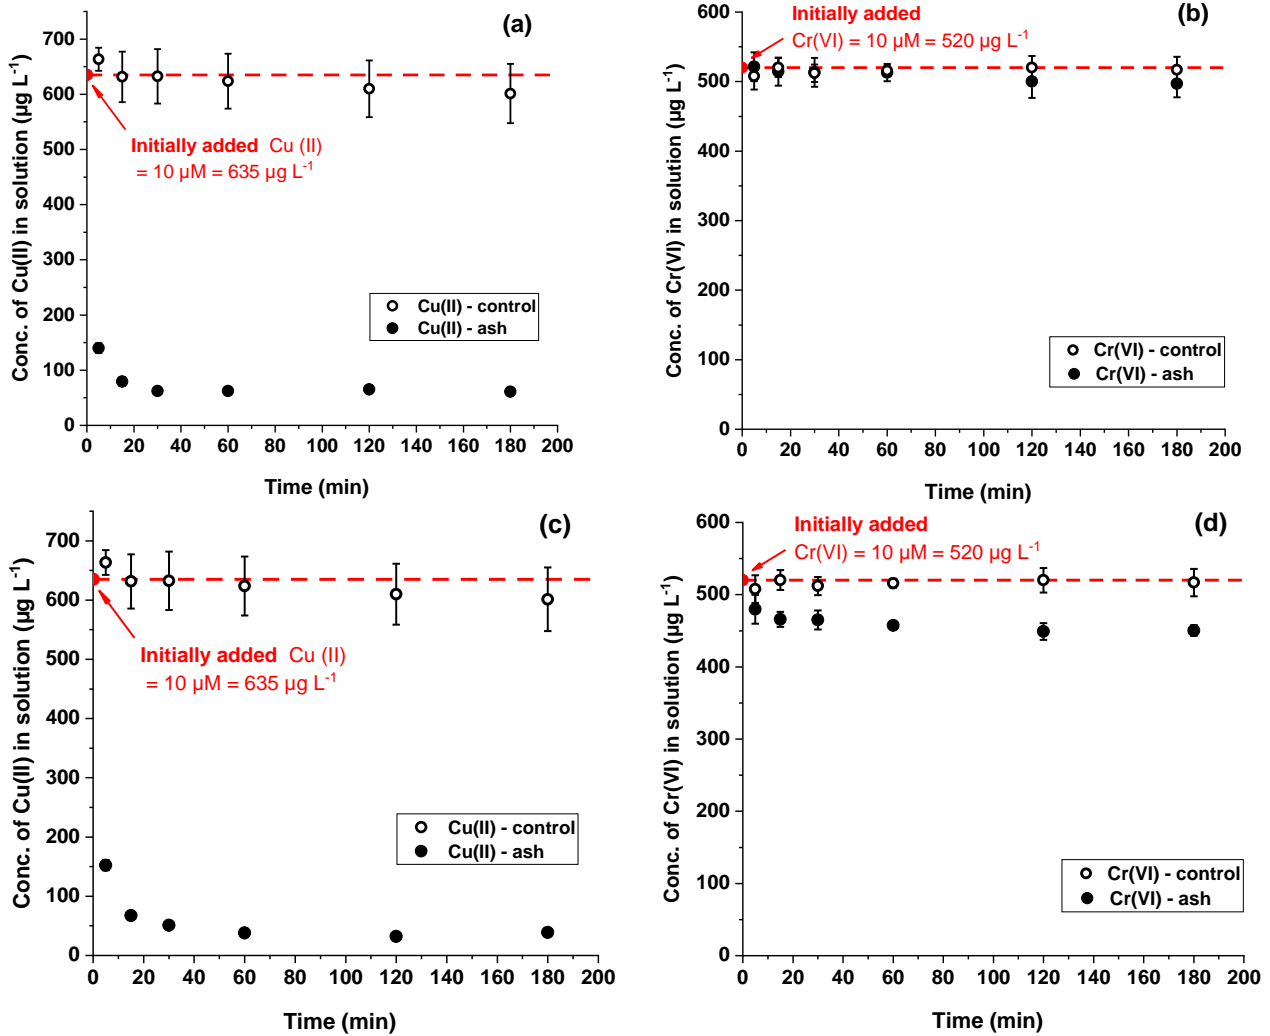 (a)
Conc. of Cu(II) in solution (µg L⁻¹)
700
600
500
400
300
200
100
0
Initially added Cu (II)
= 10 µM = 635 µg L⁻¹
Cu(II) - control
Cu(II) - ash
0 20 40 60 80 100 120 140 160 180 200
Time (min)
(b)
Conc. of Cr(VI) in solution (µg L⁻¹)
600
500
400
300
200
100
0
Initially added
Cr(VI) = 10 µM = 520 µg L⁻¹
Cr(VI) - control
Cr(VI) - ash
0 20 40 60 80 100 120 140 160 180 200
Time (min)
(c)
Conc. of Cu(II) in solution (µg L⁻¹)
700
600
500
400
300
200
100
0
Initially added Cu (II)
= 10 µM = 635 µg L⁻¹
Cu(II) - control
Cu(II) - ash
0 20 40 60 80 100 120 140 160 180 200
Time (min)
(d)
Conc. of Cr(VI) in solution (µg L⁻¹)
600
500
400
300
200
100
0
Initially added
Cr(VI) = 10 µM = 520 µg L⁻¹
Cr(VI) - control
Cr(VI) - ash
0 20 40 60 80 100 120 140 160 180 200
Time (min)